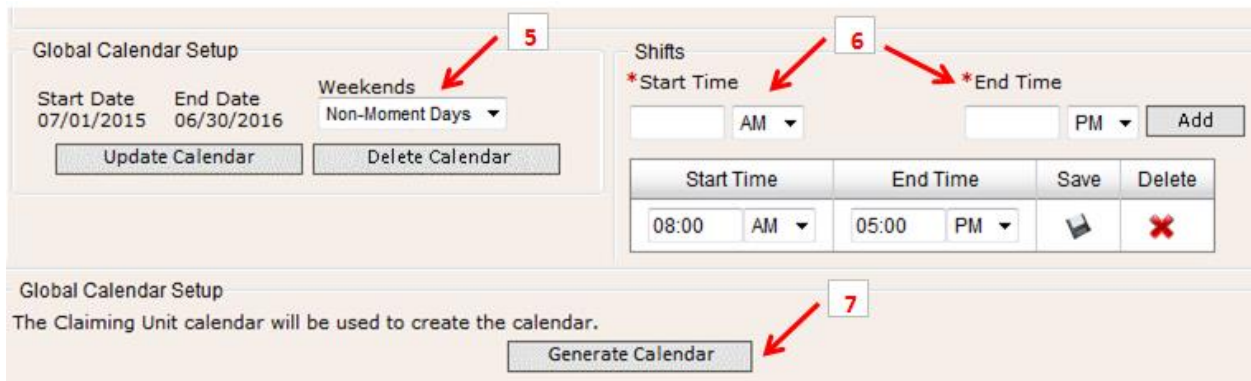 5
Global Calendar Setup
Start Date End Date Weekends
07/01/2015 06/30/2016 Non-Moment Days
Update Calendar Delete Calendar
6
Shifts
*Start Time *End Time
AM PM Add
Start Time End Time Save Delete
08:00 AM 05:00 PM
7
Global Calendar Setup
The Claiming Unit calendar will be used to create the calendar.
Generate Calendar